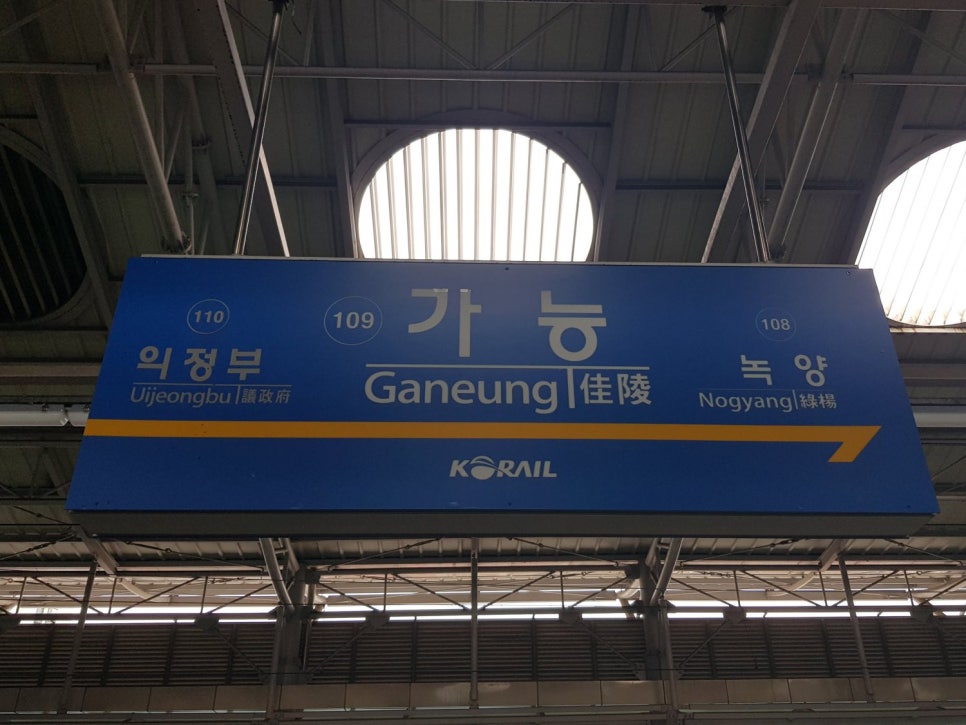 110
의정부
Uijeongbu 議政府
109
가능
Ganeung 佳陵
108
녹양
Nogyang 綠楊
KORAIL